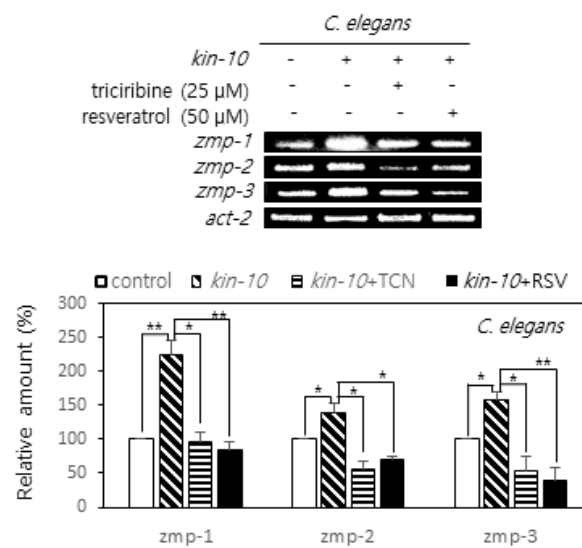 C. elegans
kin-10 - + + +
triciribine (25 μM) - - + -
resveratrol (50 μM) - - - +
zmp-1
zmp-2
zmp-3
act-2
control kin-10 kin-10+TCN kin-10+RSV
Relative amount (%)
300
250
200
150
100
50
0
C. elegans
** * **
* * *
* * **
zmp-1 zmp-2 zmp-3